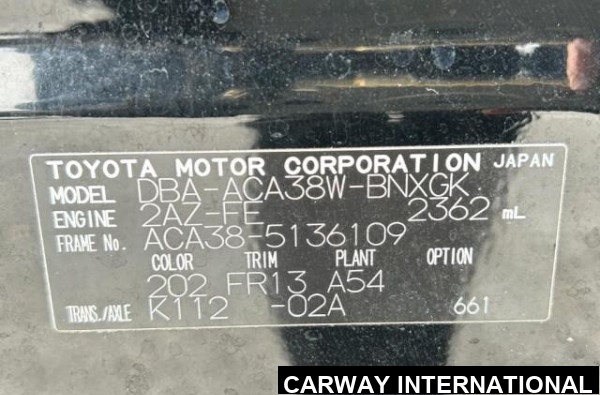 TOYOTA MOTOR CORPORATION JAPAN
MODEL DBA-ACA38W-BNXGK
ENGINE 2AZ-FE 2362 mL
FRAME No. ACA38-5136109
COLOR TRIM PLANT OPTION
202 FR13 A54
TRANS./AXLE K112 -02A 661
CARWAY INTERNATIONAL